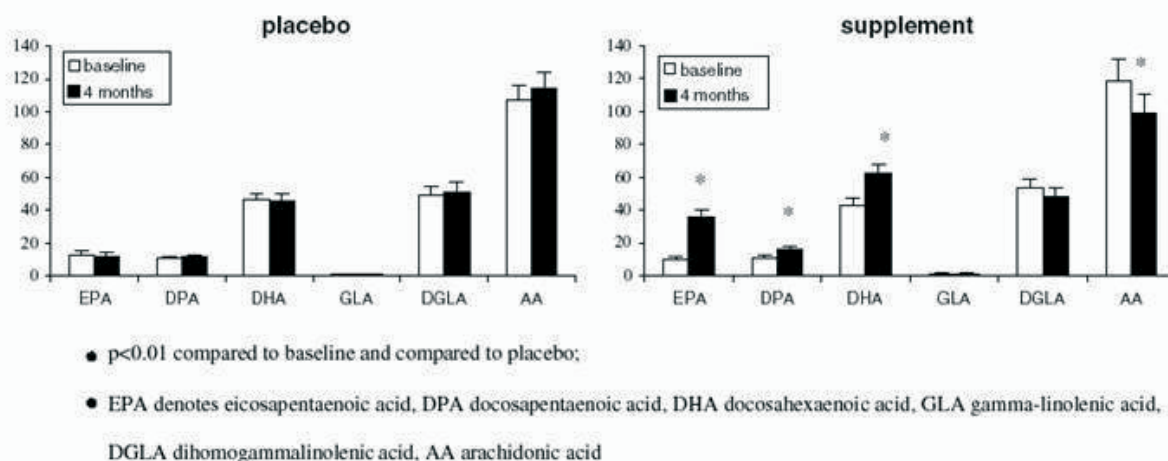 placebo
140
120
100
80
60
40
20
0
baseline
4 months
EPA DPA DHA GLA DGLA AA
supplement
140
120
100
80
60
40
20
0
baseline
4 months
* * * *
EPA DPA DHA GLA DGLA AA
● p<0.01 compared to baseline and compared to placebo;
● EPA denotes eicosapentaenoic acid, DPA docosapentaenoic acid, DHA docosahexaenoic acid, GLA gamma-linolenic acid,
DGLA dihomogammalinolenic acid, AA arachidonic acid